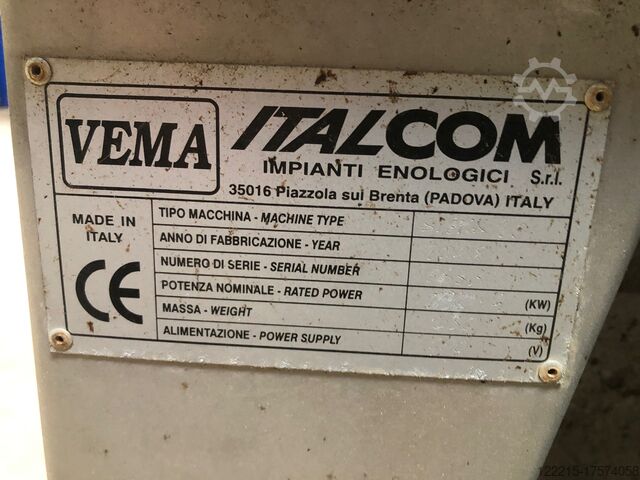 VEMA
ITALCOM
IMPIANTI ENOLOGICI S.r.l.
35016 Piazzola sul Brenta (PADOVA) ITALY
MADE IN
ITALY
CE
TIPO MACCHINA - MACHINE TYPE
ANNO DI FABBRICAZIONE - YEAR
NUMERO DI SERIE - SERIAL NUMBER
POTENZA NOMINALE - RATED POWER (KW)
MASSA - WEIGHT (Kg)
ALIMENTAZIONE - POWER SUPPLY (V)
122215-17574058